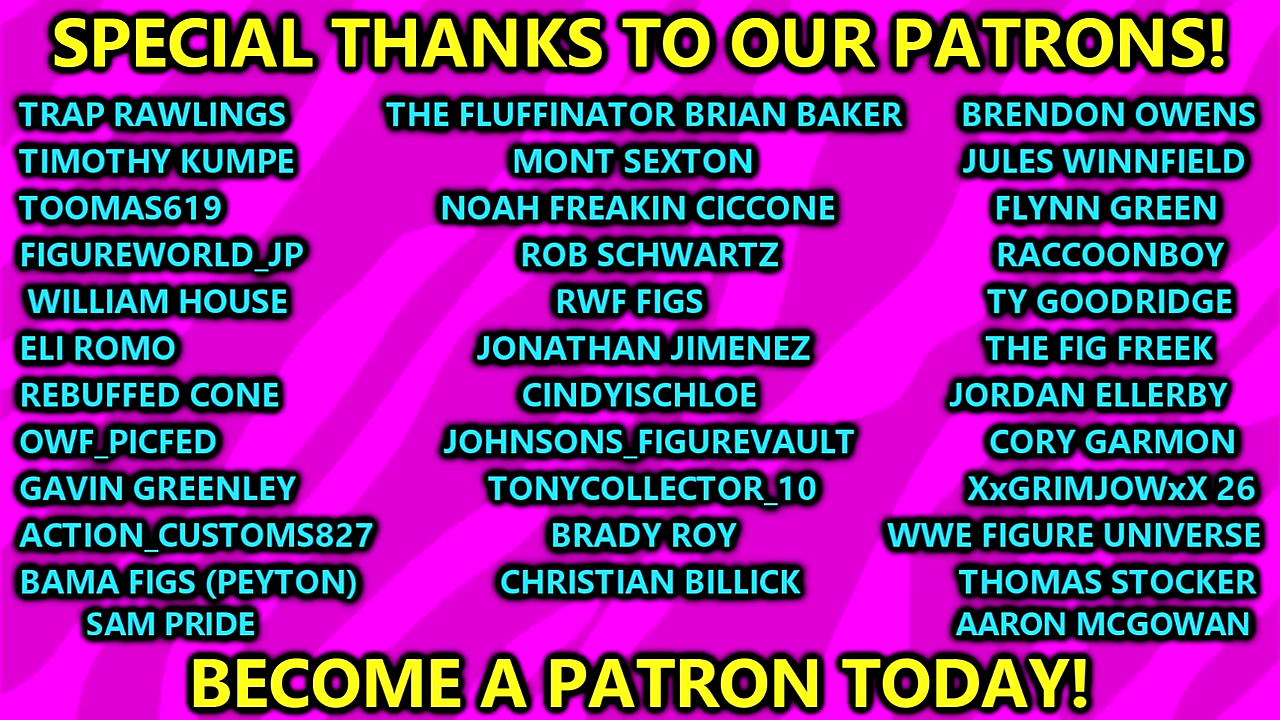 SPECIAL THANKS TO OUR PATRONS!
TRAP RAWLINGS
TIMOTHY KUMPE
TOOMAS619
FIGUREWORLD_JP
WILLIAM HOUSE
ELI ROMO
REBUFFED CONE
OWF_PICFED
GAVIN GREENLEY
ACTION_CUSTOMS827
BAMA FIGS (PEYTON)
SAM PRIDE
THE FLUFFINATOR BRIAN BAKER
MONT SEXTON
NOAH FREAKIN CICCONE
ROB SCHWARTZ
RWF FIGS
JONATHAN JIMENEZ
CINDYISCHLOE
JOHNSONS_FIGUREVAULT
TONYCOLLECTOR_10
BRADY ROY
CHRISTIAN BILLICK
BRENDON OWENS
JULES WINNFIELD
FLYNN GREEN
RACCOONBOY
TY GOODRIDGE
THE FIG FREEK
JORDAN ELLERBY
CORY GARMON
XxGRIMJOWxX 26
WWE FIGURE UNIVERSE
THOMAS STOCKER
AARON MCGOWAN
BECOME A PATRON TODAY!